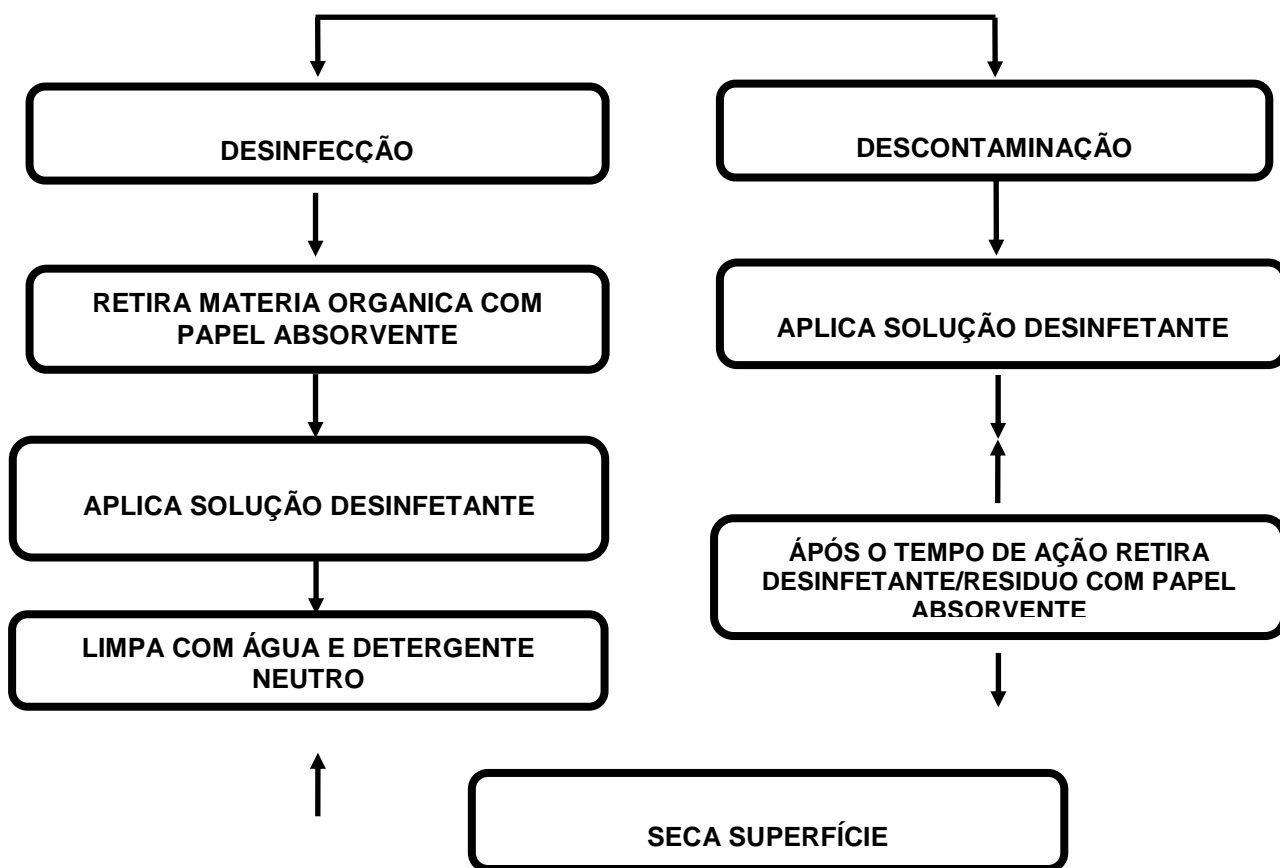 DESINFECÇÃO
RETIRA MATERIA ORGANICA COM
PAPEL ABSORVENTE
APLICA SOLUÇÃO DESINFETANTE
LIMPA COM ÁGUA E DETERGENTE
NEUTRO
DESCONTAMINAÇÃO
APLICA SOLUÇÃO DESINFETANTE
ÁPÓS O TEMPO DE AÇÃO RETIRA
DESINFETANTE/RESIDUO COM PAPEL
ABSORVENTE
SECA SUPERFÍCIE